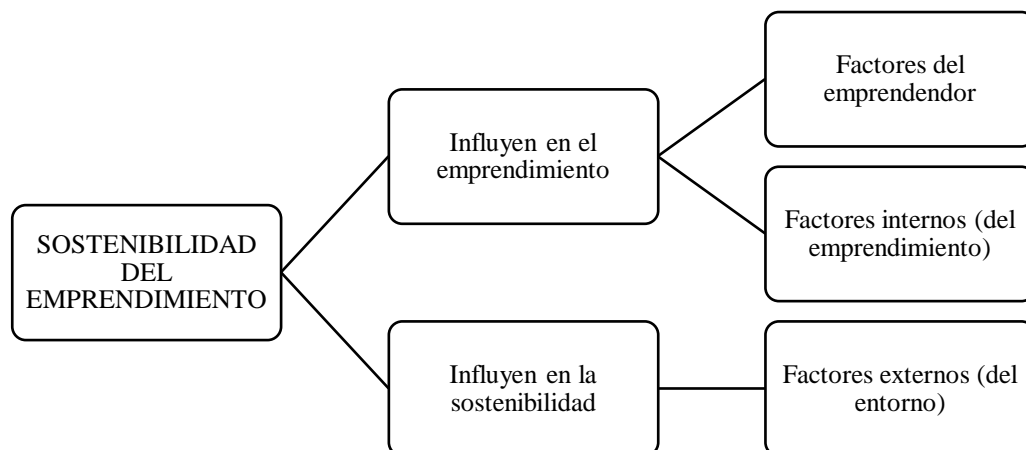 SOSTENIBILIDAD
DEL
EMPRENDIMIENTO
Influyen en el
emprendimiento
Factores del
emprendendor
Factores internos (del
emprendimiento)
Influyen en la
sostenibilidad
Factores externos (del
entorno)